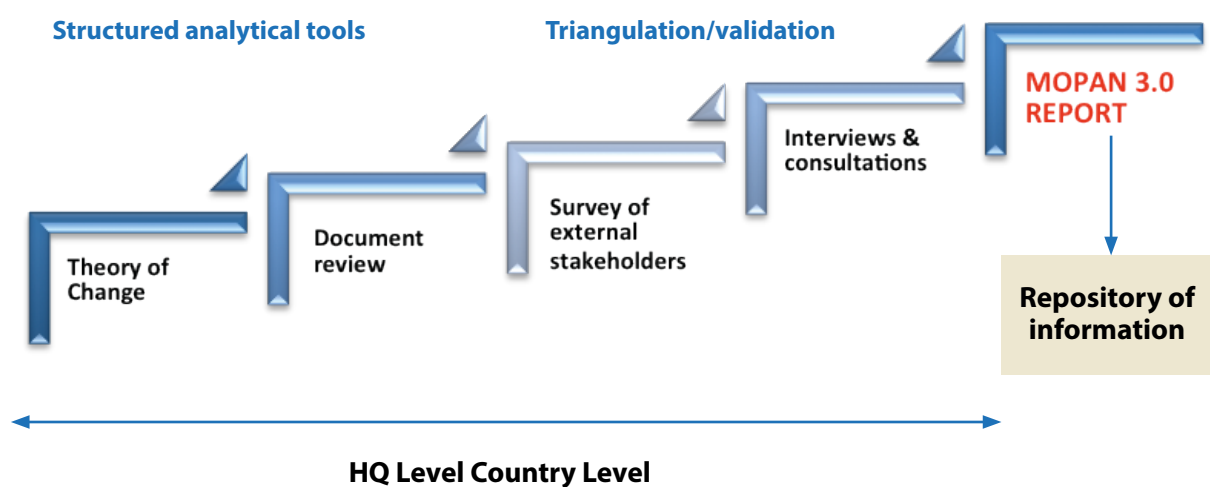 Structured analytical tools
Triangulation/validation
Theory of
Change
Document
review
Survey of
external
stakeholders
Interviews &
consultations
MOPAN 3.0
REPORT
Repository of
information
HQ Level Country Level